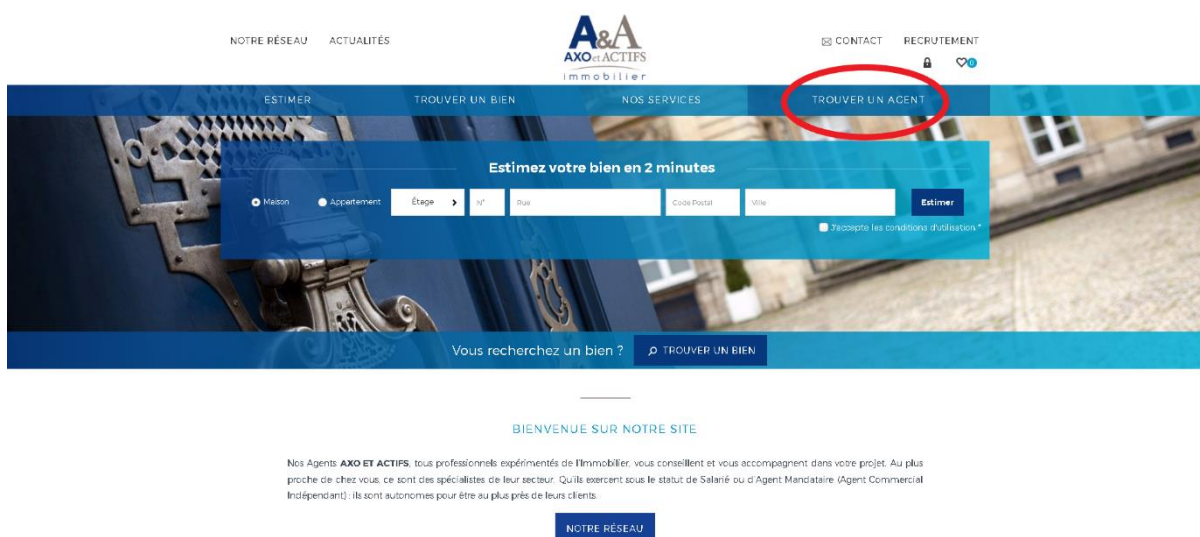 NOTRE RÉSEAU ACTUALITÉS
A&A
AXO et ACTIFS
immobilier
CONTACT RECRUTEMENT
0
ESTIMER TROUVER UN BIEN NOS SERVICES TROUVER UN AGENT
Estimez votre bien en 2 minutes
Maison Appartement Étage N° Rue Code Postal Ville Estimer
J'accepte les conditions d'utilisation *
Vous recherchez un bien ? TROUVER UN BIEN
BIENVENUE SUR NOTRE SITE
Nos Agents AXO ET ACTIFS, tous professionnels expérimentés de l'Immobilier, vous conseillent et vous accompagnent dans votre projet. Au plus
proche de chez vous, ce sont des spécialistes de leur secteur. Qu'ils exercent sous le statut de Salarié ou d'Agent Mandataire (Agent Commercial
Indépendant) : ils sont autonomes pour être au plus près de leurs clients.
NOTRE RÉSEAU